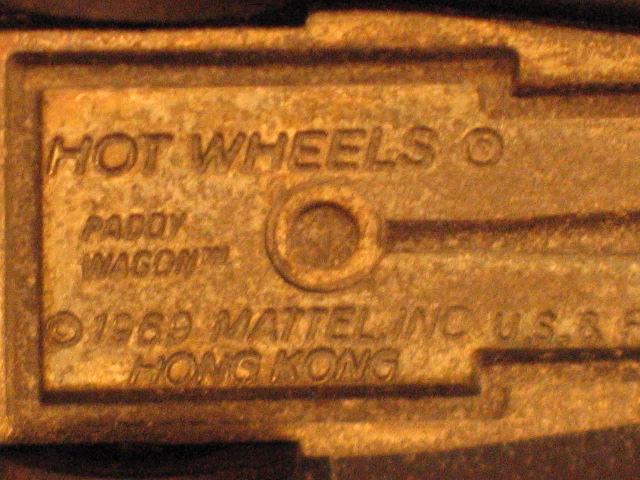 HOT WHEELS ©
PADDY
WAGON™
© 1969 MATTEL, INC. U.S. &
HONG KONG